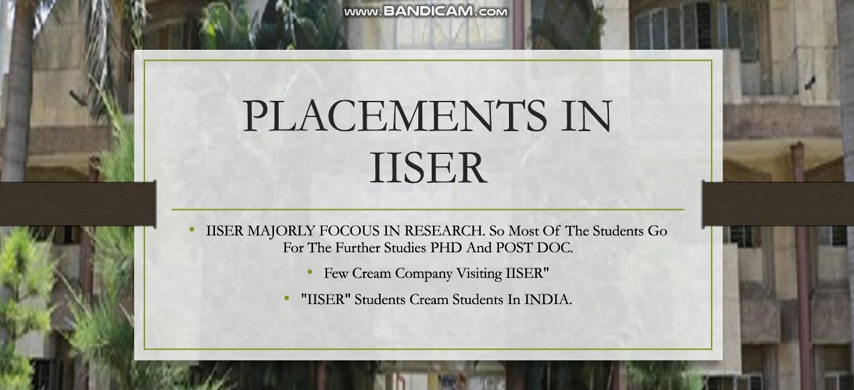 www.BANDICAM.com
PLACEMENTS IN
IISER
• IISER MAJORLY FOCOUS IN RESEARCH. So Most Of The Students Go
For The Further Studies PHD And POST DOC.
• Few Cream Company Visiting IISER"
• "IISER" Students Cream Students In INDIA.